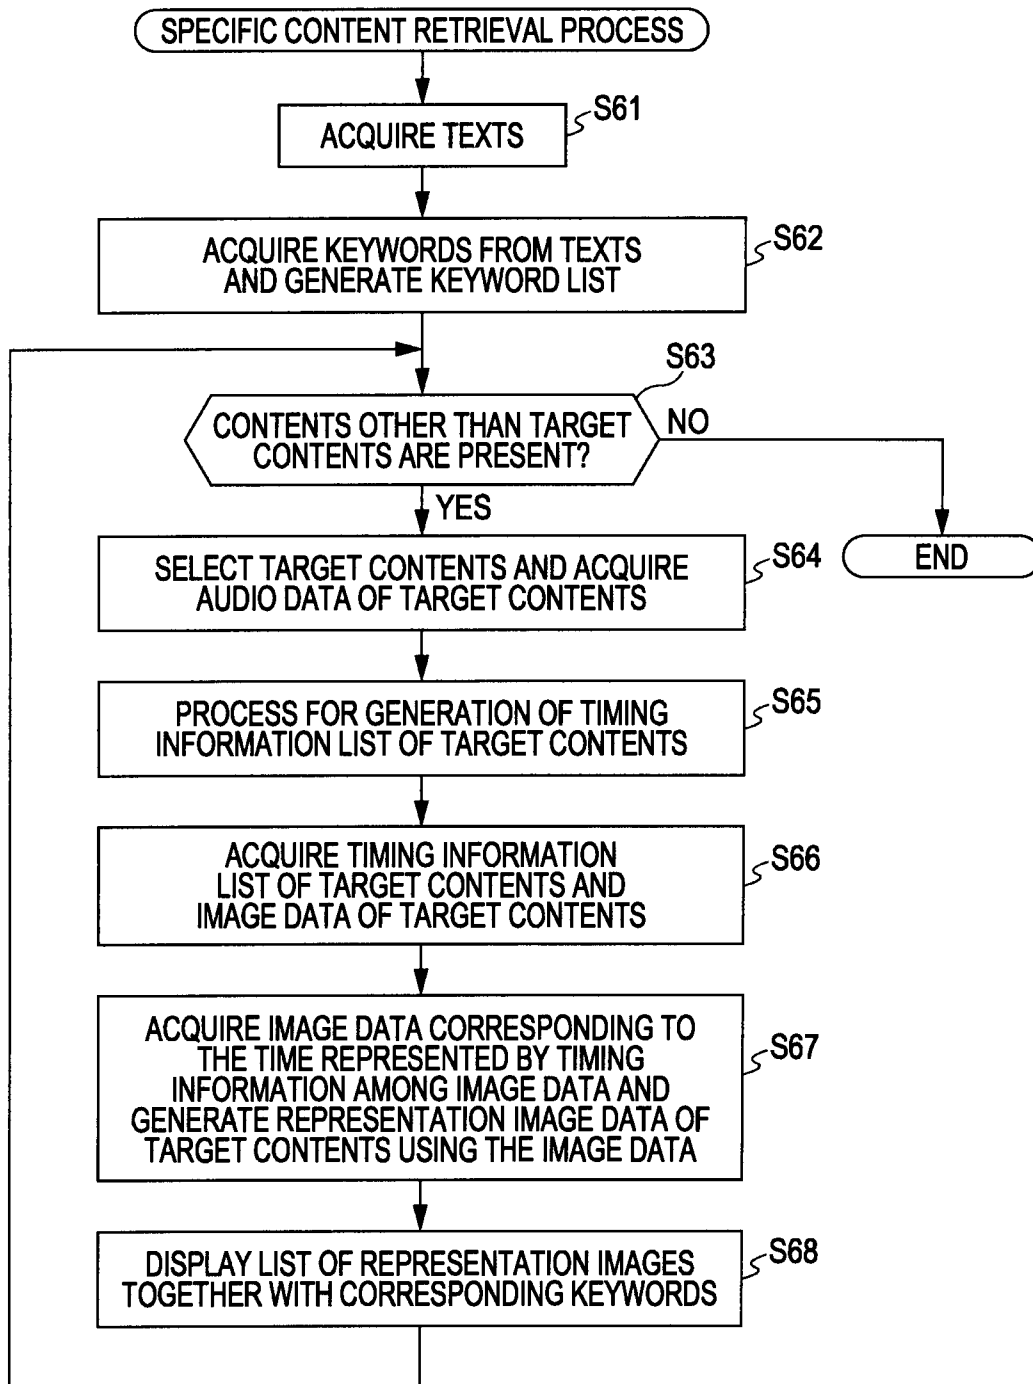 SPECIFIC CONTENT RETRIEVAL PROCESS
S61
ACQUIRE TEXTS
S62
ACQUIRE KEYWORDS FROM TEXTS
AND GENERATE KEYWORD LIST
S63
CONTENTS OTHER THAN TARGET
CONTENTS ARE PRESENT?
NO
YES
END
S64
SELECT TARGET CONTENTS AND ACQUIRE
AUDIO DATA OF TARGET CONTENTS
S65
PROCESS FOR GENERATION OF TIMING
INFORMATION LIST OF TARGET CONTENTS
S66
ACQUIRE TIMING INFORMATION
LIST OF TARGET CONTENTS AND
IMAGE DATA OF TARGET CONTENTS
S67
ACQUIRE IMAGE DATA CORRESPONDING TO
THE TIME REPRESENTED BY TIMING
INFORMATION AMONG IMAGE DATA AND
GENERATE REPRESENTATION IMAGE DATA OF
TARGET CONTENTS USING THE IMAGE DATA
S68
DISPLAY LIST OF REPRESENTATION IMAGES
TOGETHER WITH CORRESPONDING KEYWORDS